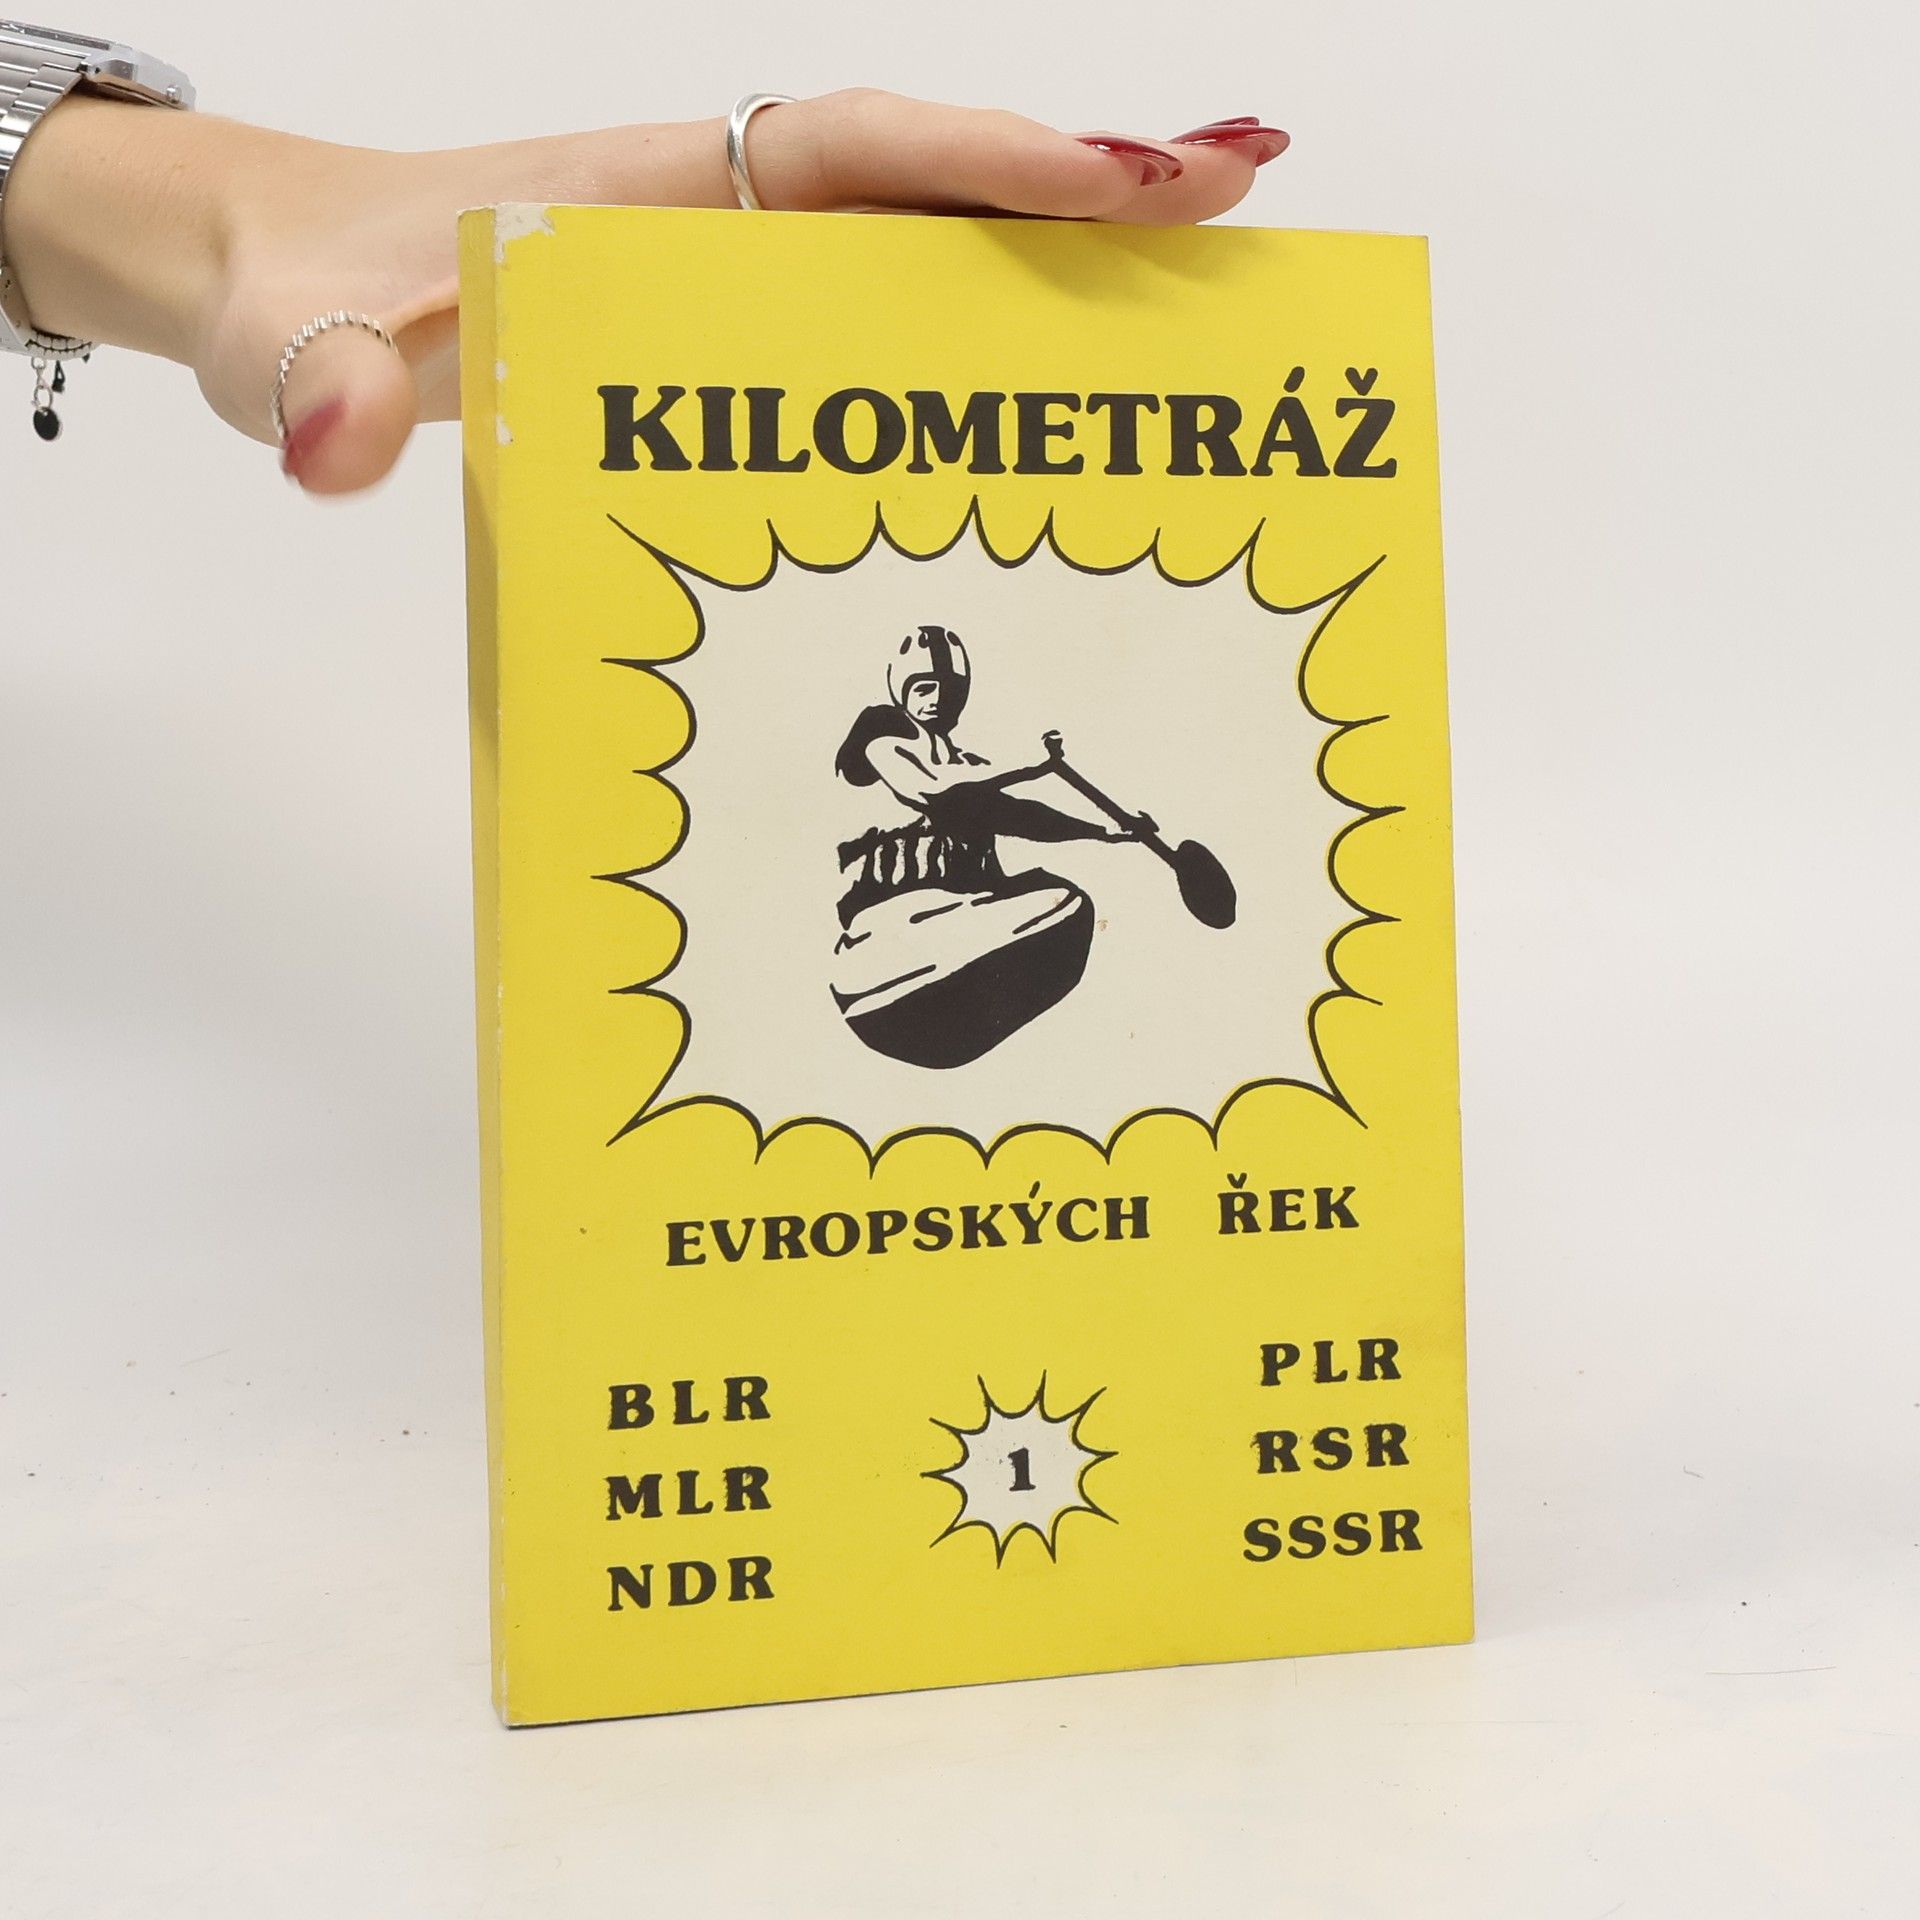 KILOMETRÁŽ
EVROPSKÝCH ŘEK
BLR
MLR
NDR
1
PLR
RSR
SSSR